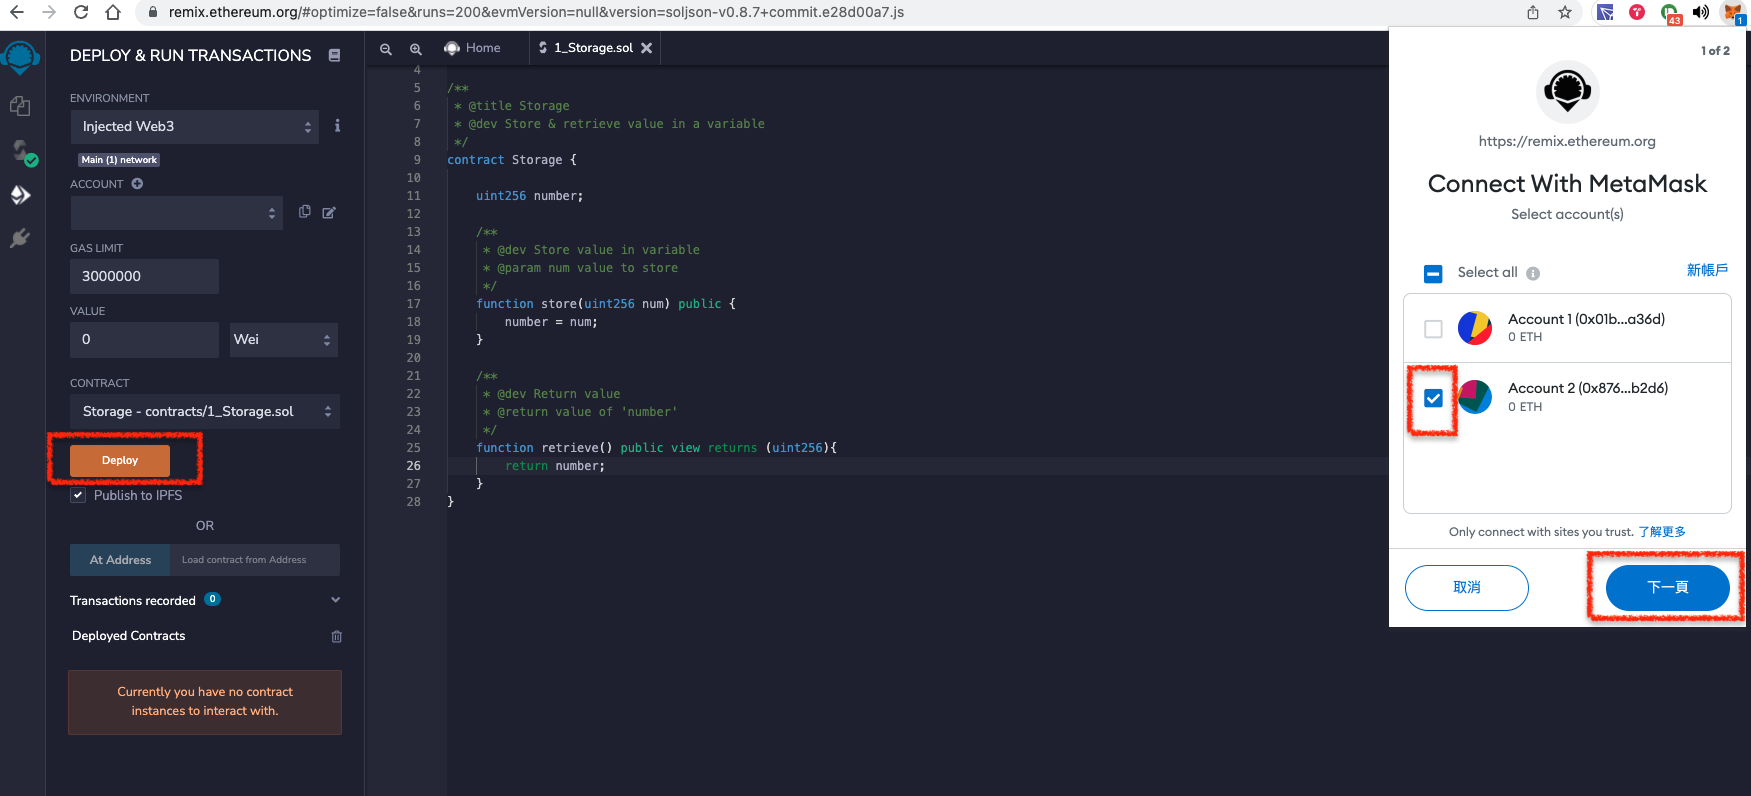 remix.ethereum.org/#optimize=false&runs=200&evmVersion=null&version=soljson-v0.8.7+commit.e28d00a7.js
43
1
DEPLOY & RUN TRANSACTIONS
ENVIRONMENT
Injected Web3
Main (1) network
ACCOUNT
GAS LIMIT
3000000
VALUE
0
Wei
CONTRACT
Storage - contracts/1_Storage.sol
Deploy
Publish to IPFS
OR
At Address
Load contract from Address
Transactions recorded 0
Deployed Contracts
Currently you have no contract
instances to interact with.
Home
1_Storage.sol
4
5 /**
6 * @title Storage
7 * @dev Store & retrieve value in a variable
8 */
9 contract Storage {
10
11 uint256 number;
12
13 /**
14 * @dev Store value in variable
15 * @param num value to store
16 */
17 function store(uint256 num) public {
18 number = num;
19 }
20
21 /**
22 * @dev Return value
23 * @return value of 'number'
24 */
25 function retrieve() public view returns (uint256){
26 return number;
27 }
28 }
1 of 2
https://remix.ethereum.org
Connect With MetaMask
Select account(s)
Select all
新帳戶
Account 1 (0x01b...a36d)
0 ETH
Account 2 (0x876...b2d6)
0 ETH
Only connect with sites you trust. 了解更多
取消
下一頁